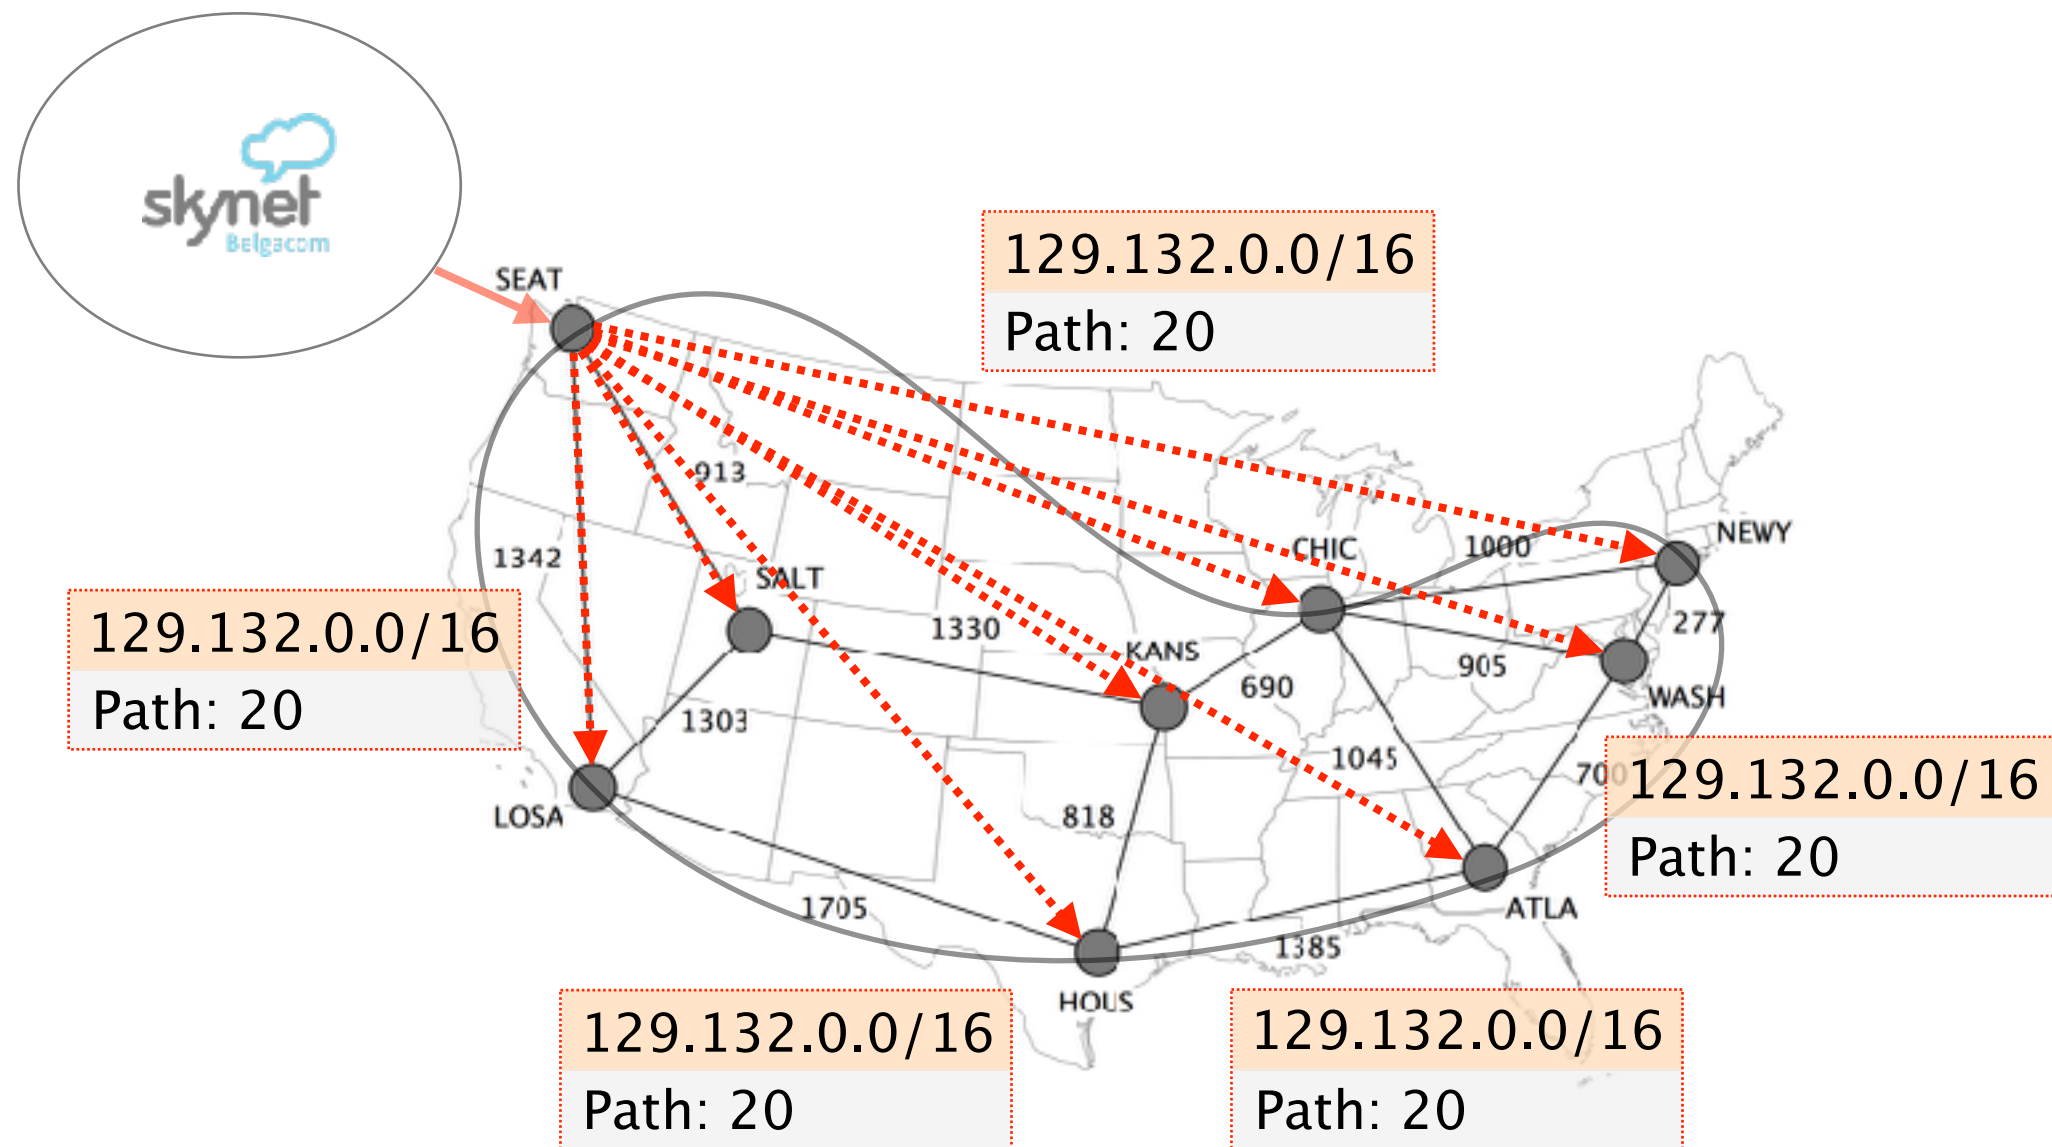 skynet
Belgacom
SEAT
129.132.0.0/16
Path: 20
913
1342
SALT
CHIC
1000
NEWY
129.132.0.0/16
Path: 20
1330
KANS
277
690
905
WASH
1303
1045
700
129.132.0.0/16
Path: 20
LOSA
818
1705
ATLA
1385
HOUS
129.132.0.0/16
Path: 20
129.132.0.0/16
Path: 20